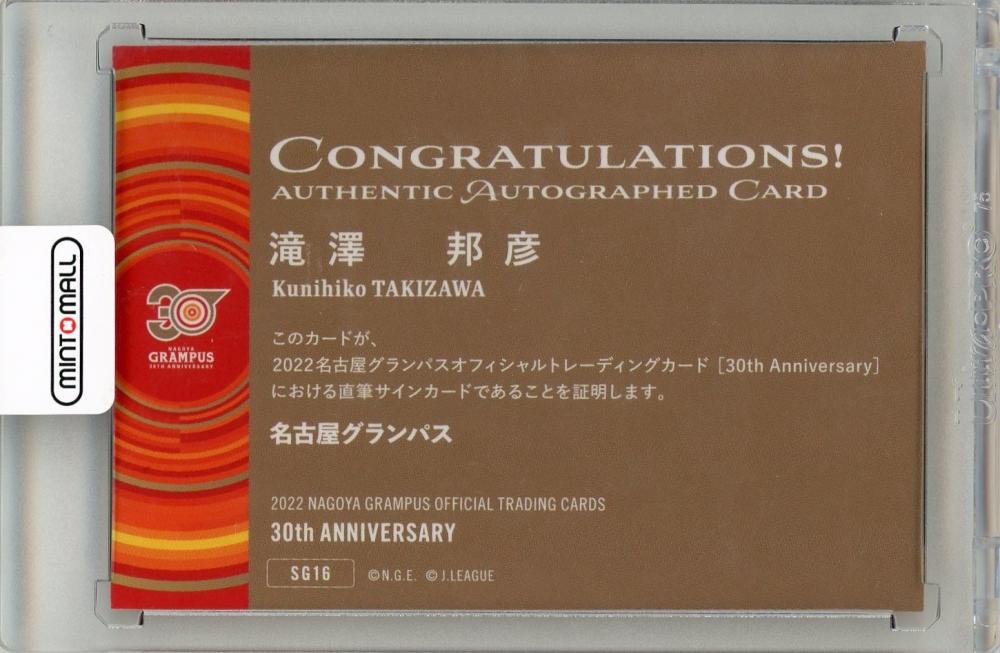 CONGRATULATIONS!
AUTHENTIC AUTOGRAPHED CARD
滝澤 邦彦
Kunihiko TAKIZAWA
このカードが、
2022名古屋グランパスオフィシャルトレーディングカード［30th Anniversary］
における直筆サインカードであることを証明します。
名古屋グランパス
2022 NAGOYA GRAMPUS OFFICIAL TRADING CARDS
30th ANNIVERSARY
SG16 ©N.G.E. ©J.LEAGUE
30
NAGOYA
GRAMPUS
30TH ANNIVERSARY
MINTMALL